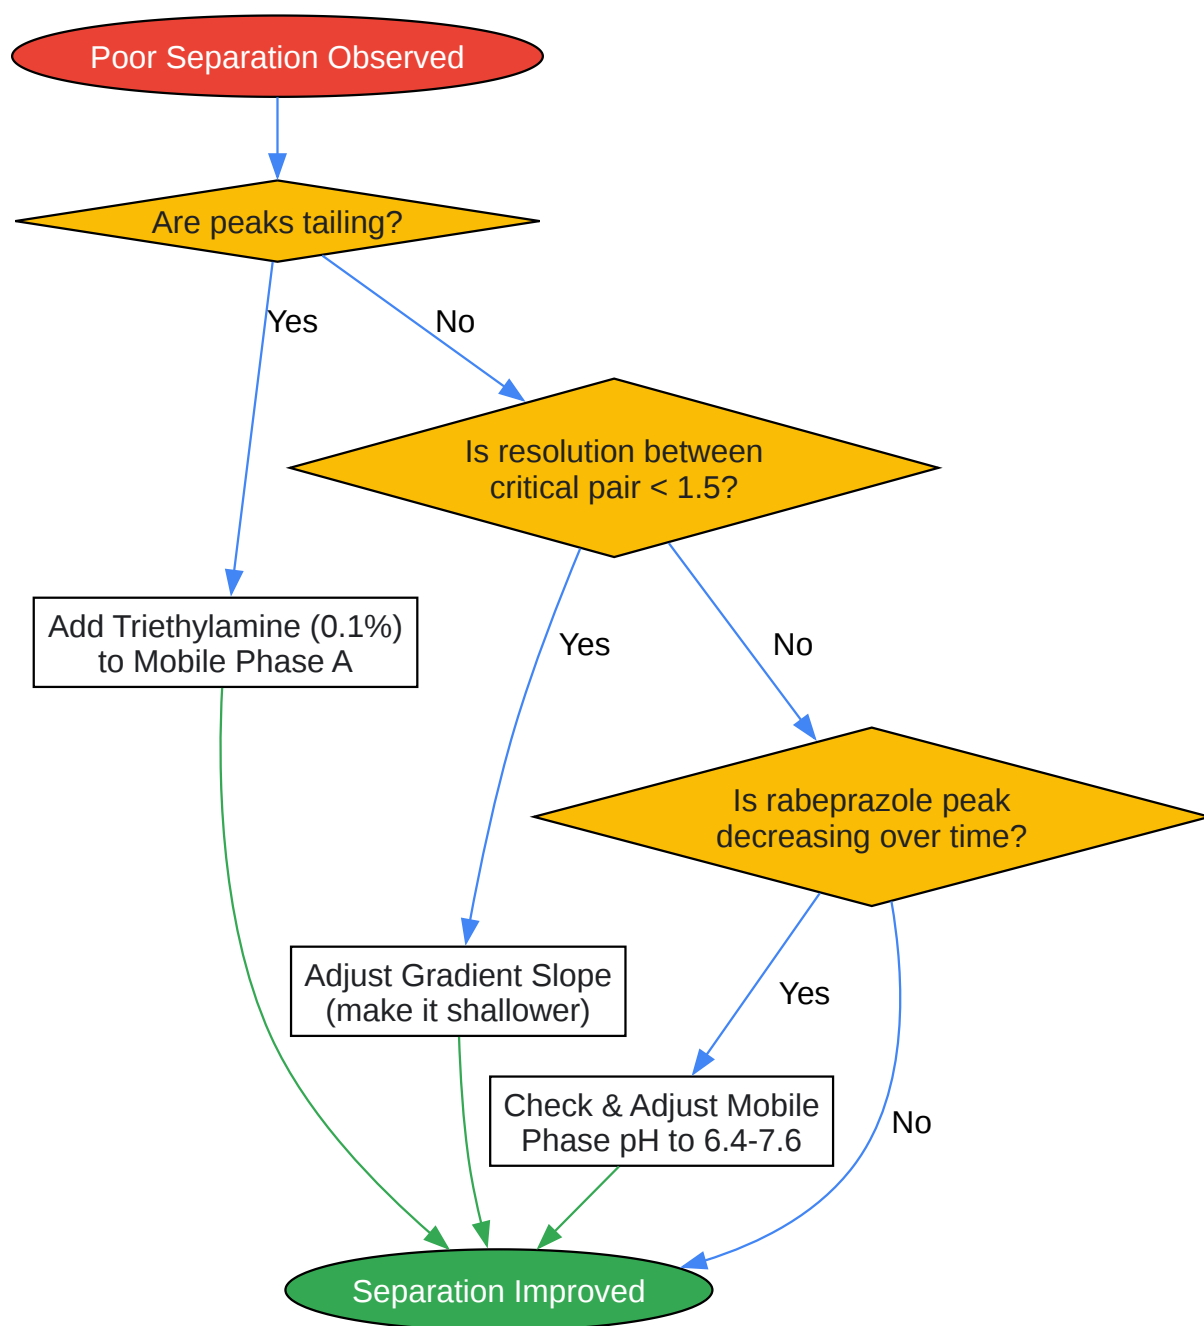 Poor Separation Observed
Are peaks tailing?
Yes
No
Is resolution between
critical pair < 1.5?
Add Triethylamine (0.1%)
to Mobile Phase A
Yes
No
Is rabeprazole peak
decreasing over time?
Adjust Gradient Slope
(make it shallower)
Yes
Check & Adjust Mobile
Phase pH to 6.4-7.6
No
Separation Improved